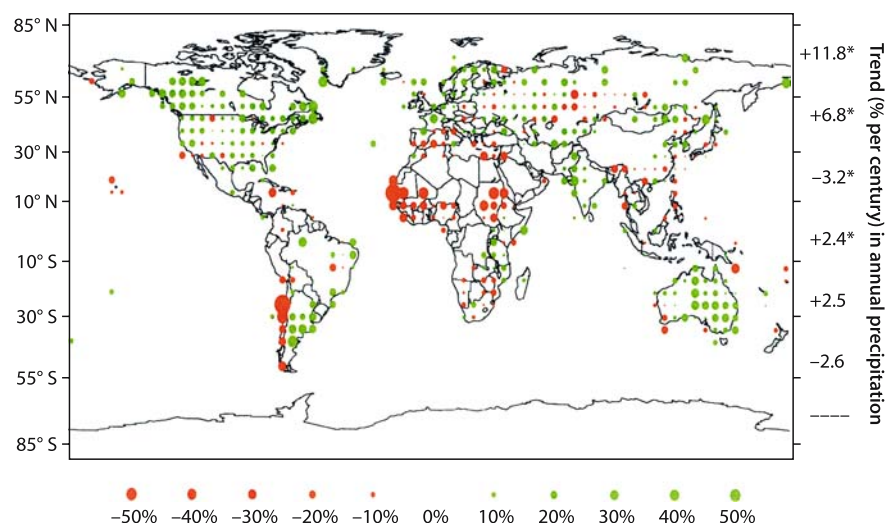 85° N
55° N
30° N
10° N
10° S
30° S
55° S
85° S
+11.8*
+6.8*
–3.2*
+2.4*
+2.5
–2.6
––––
Trend (% per century) in annual precipitation
–50% –40% –30% –20% –10% 0% 10% 20% 30% 40% 50%